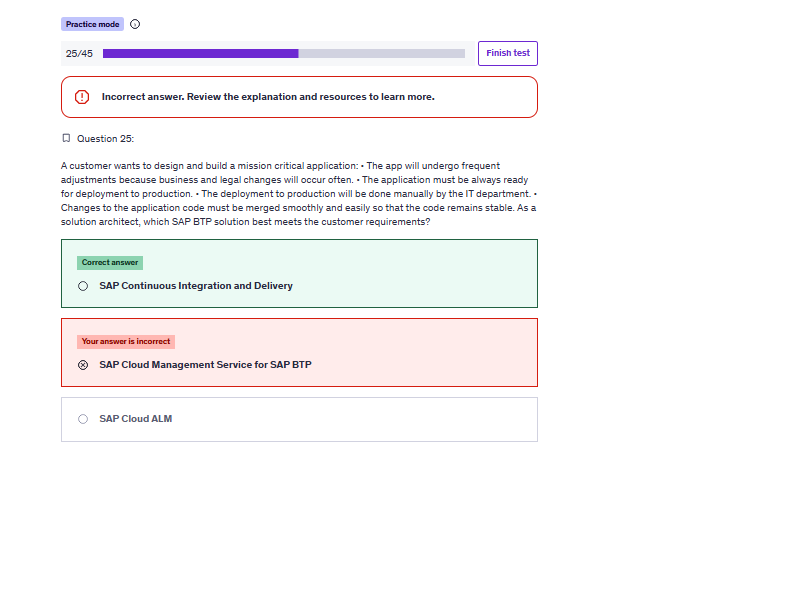 Practice mode
25/45
Finish test
Incorrect answer. Review the explanation and resources to learn more.
Question 25:
A customer wants to design and build a mission critical application: • The app will undergo frequent
adjustments because business and legal changes will occur often. • The application must be always ready
for deployment to production. • The deployment to production will be done manually by the IT department. •
Changes to the application code must be merged smoothly and easily so that the code remains stable. As a
solution architect, which SAP BTP solution best meets the customer requirements?
Correct answer
SAP Continuous Integration and Delivery
Your answer is incorrect
SAP Cloud Management Service for SAP BTP
SAP Cloud ALM